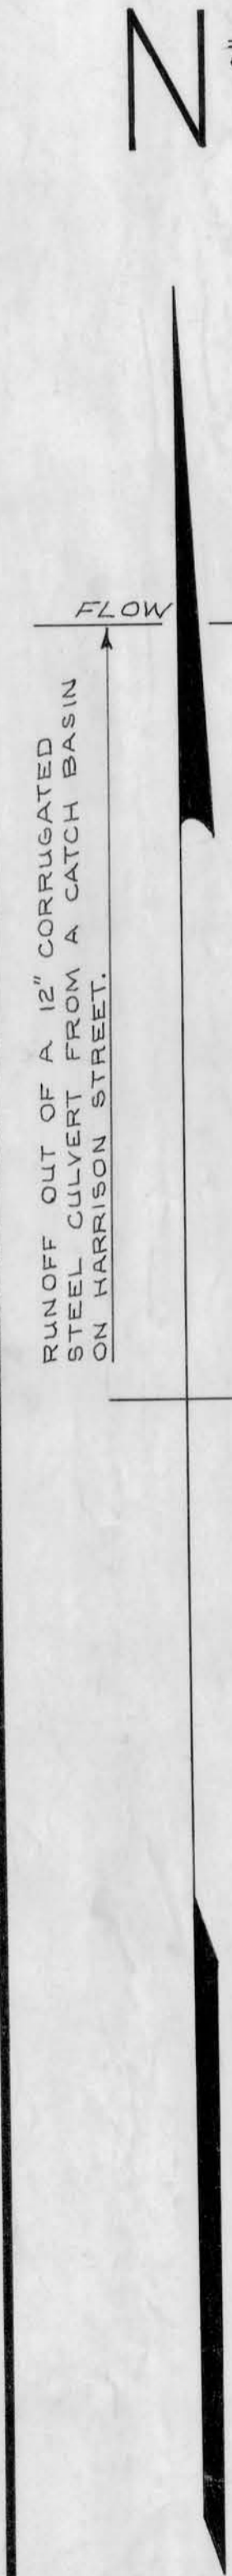 N
FLOW
RUNOFF OUT OF A 12" CORRUGATED
STEEL CULVERT FROM A CATCH BASIN
ON HARRISON STREET.